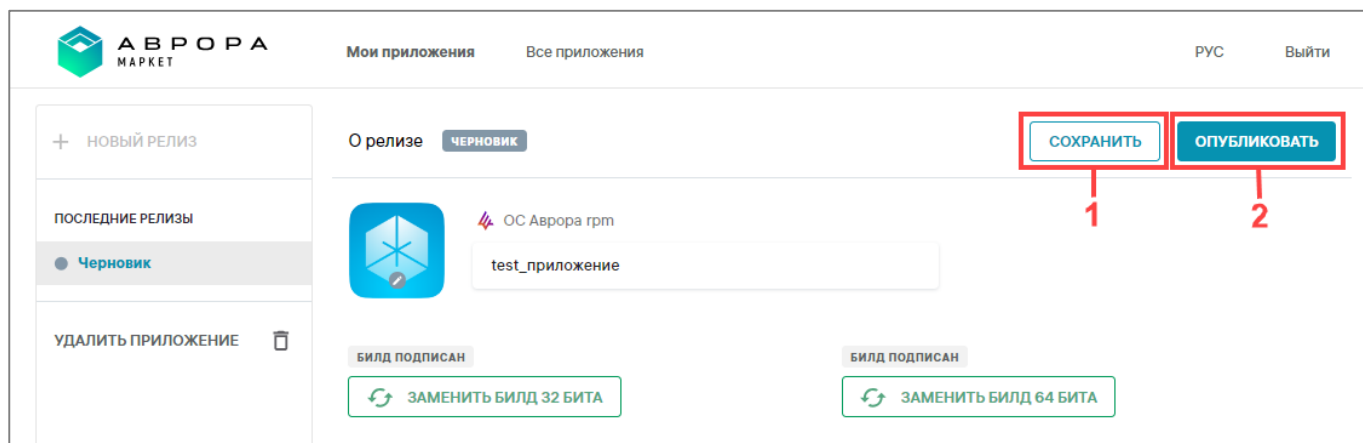 АВРОРА
МАРКЕТ
Мои приложения
Все приложения
РУС
Выйти
+ НОВЫЙ РЕЛИЗ
О релизе
ЧЕРНОВИК
СОХРАНИТЬ
ОПУБЛИКОВАТЬ
1
2
ПОСЛЕДНИЕ РЕЛИЗЫ
Черновик
ОС Аврора rpm
test_приложение
УДАЛИТЬ ПРИЛОЖЕНИЕ
БИЛД ПОДПИСАН
БИЛД ПОДПИСАН
ЗАМЕНИТЬ БИЛД 32 БИТА
ЗАМЕНИТЬ БИЛД 64 БИТА